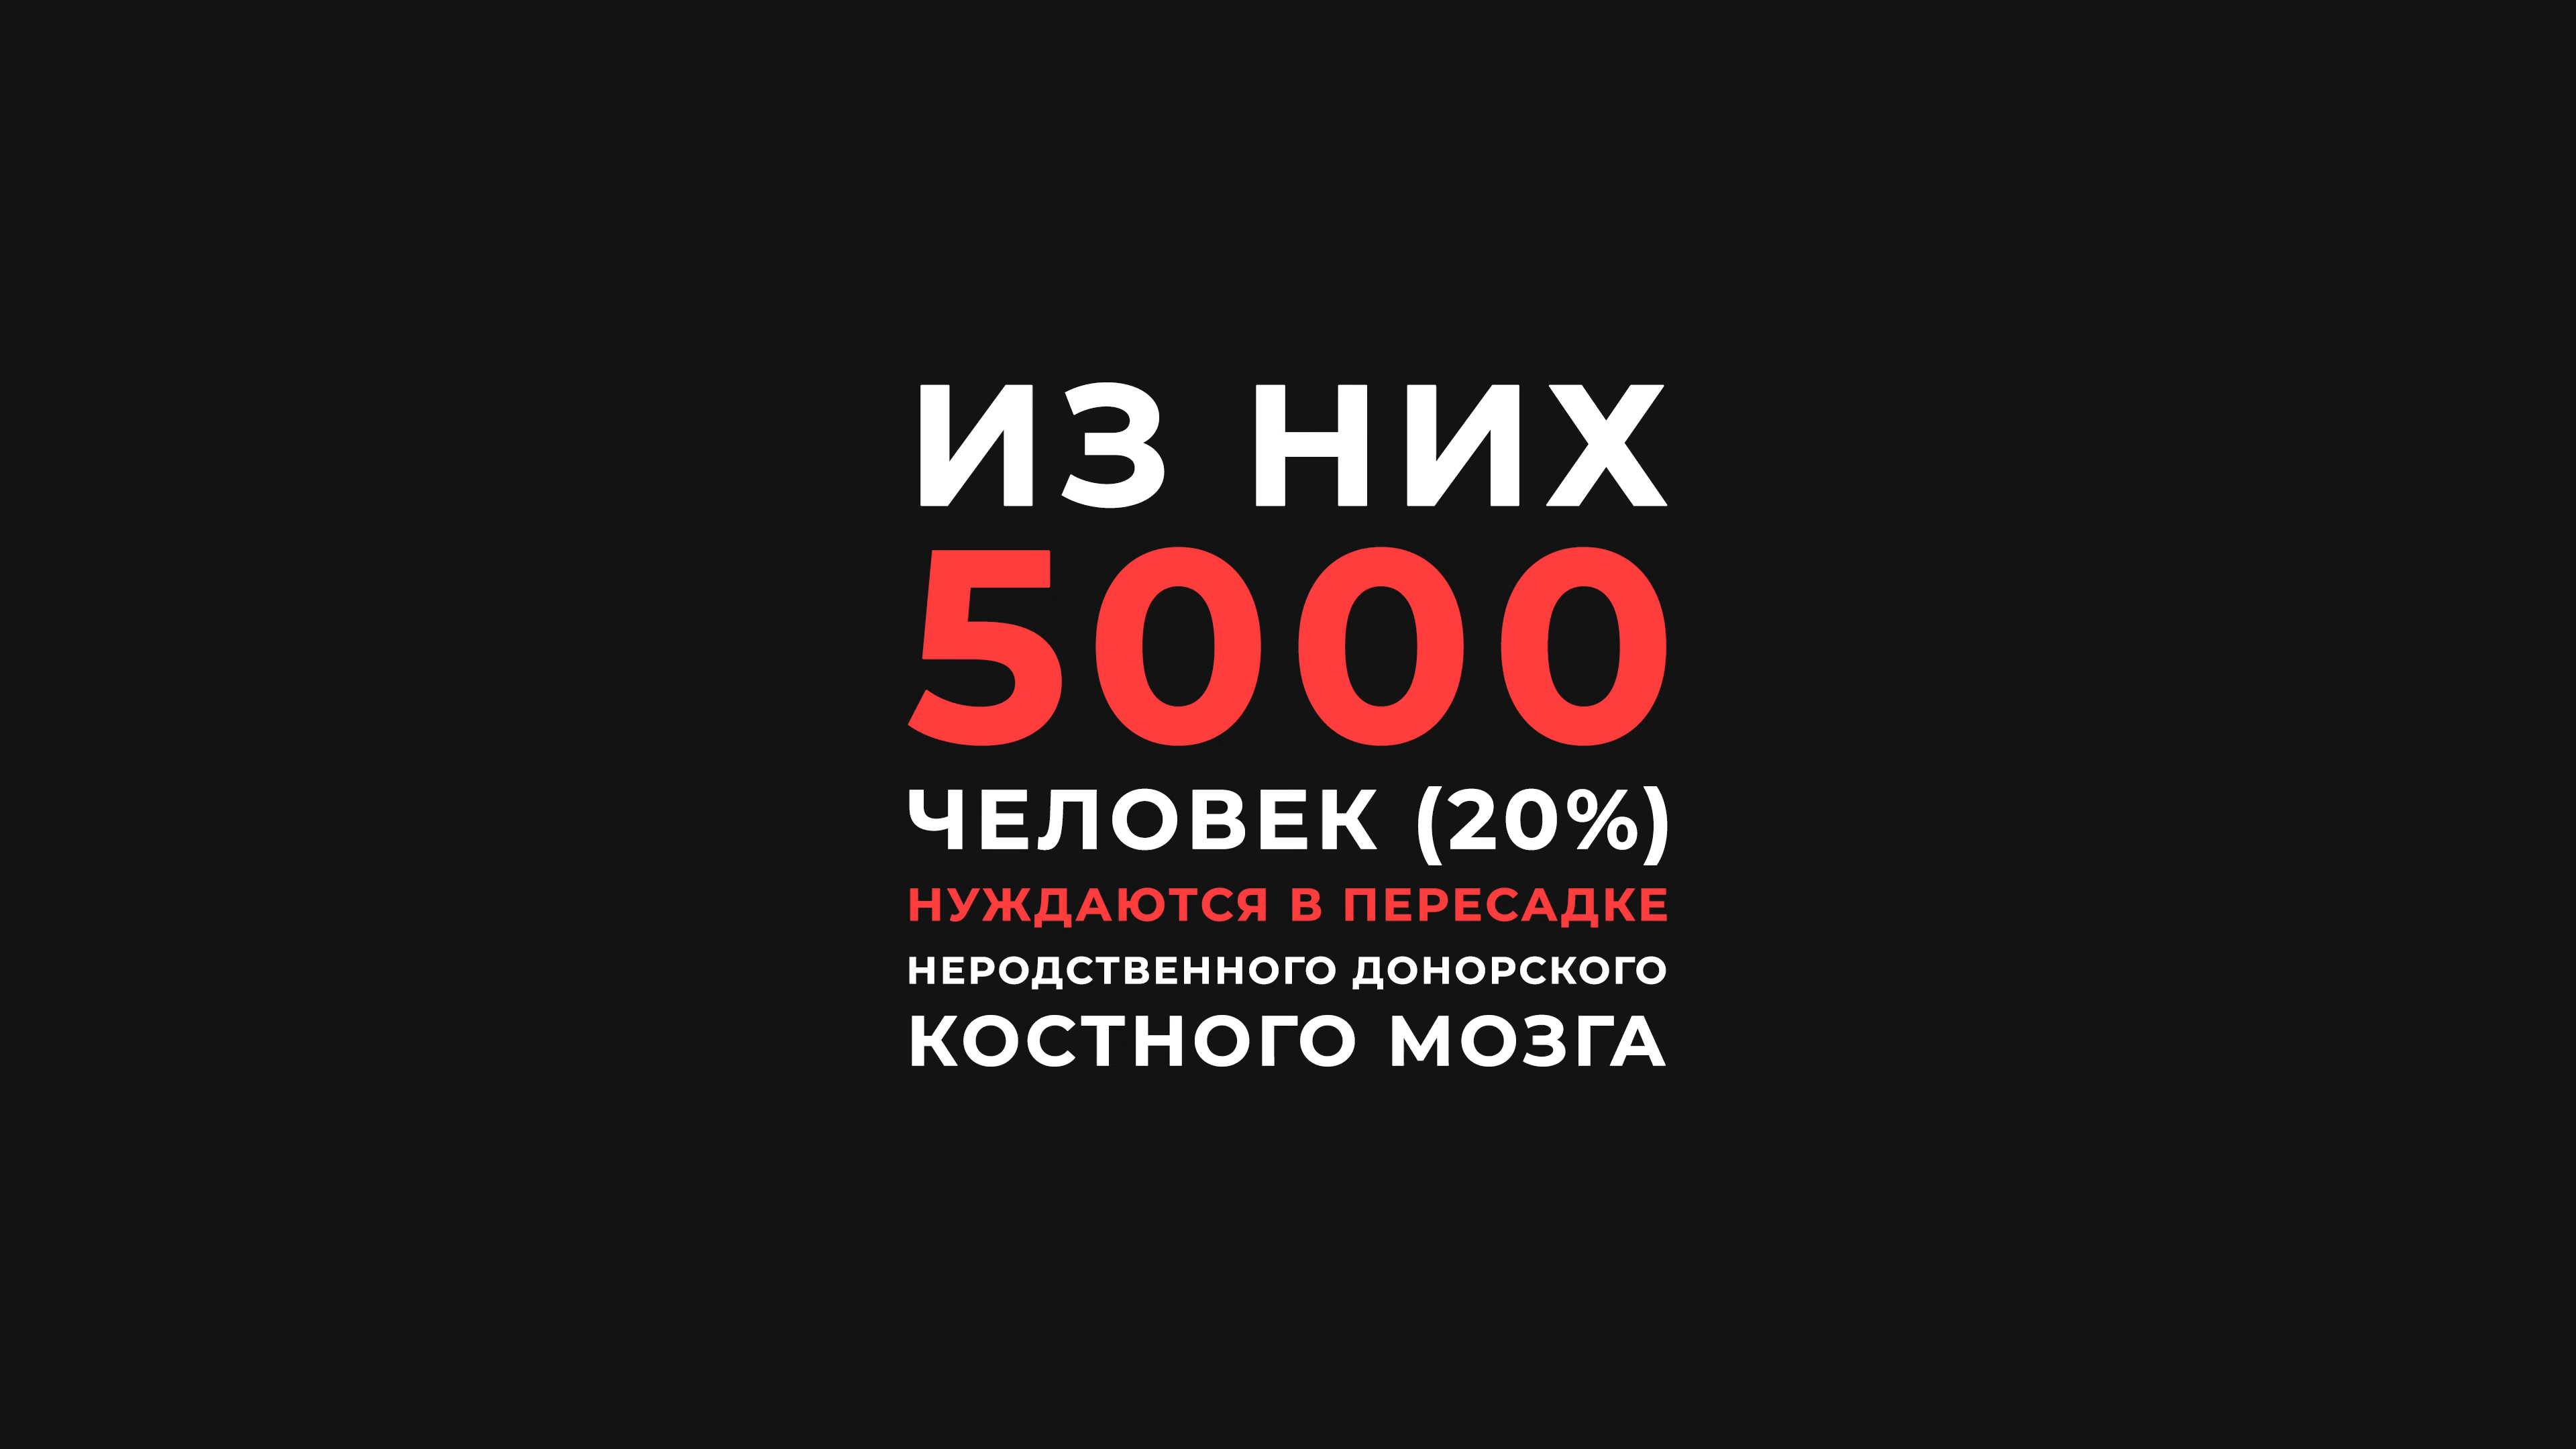 ИЗ НИХ
5000
ЧЕЛОВЕК (20%)
НУЖДАЮТСЯ В ПЕРЕСАДКЕ
НЕРОДСТВЕННОГО ДОНОРСКОГО
КОСТНОГО МОЗГА